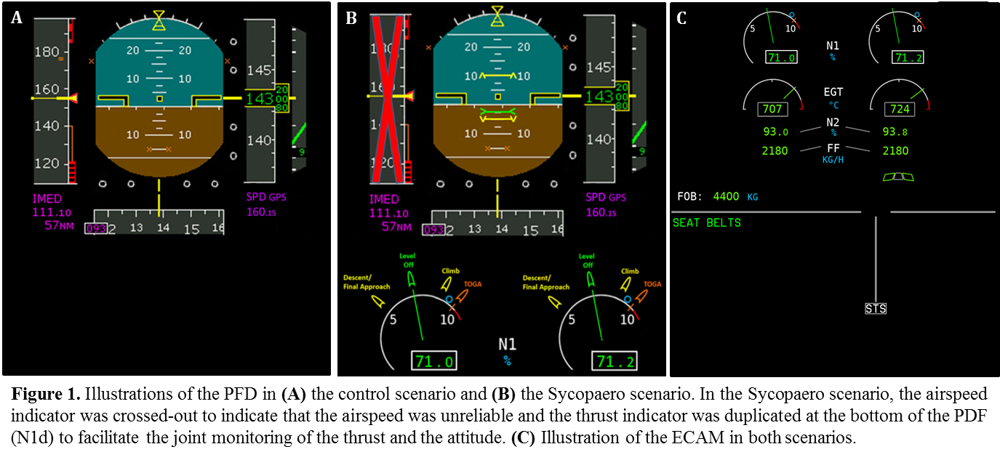 A
180
160
140
120
20 20
10 10
10 10
145
143
20
00
80
140
9
IMED
111.10
57NM
SPD GPS
160.15
093 2 13 14 15 16
B
180
160
120
20 20
10 10
10 10
145
143
20
00
80
140
9
IMED
111.10
57NM
SPD GPS
160.15
093 2 13 14 15 16
Descent/
Final Approach
Level
Off
Climb
TOGA
5 10
71.0
N1
%
Descent/
Final Approach
Level
Off
Climb
TOGA
5 10
71.2
C
5 10
71.0
N1
%
5 10
71.2
707
EGT
°C
724
93.0
N2
%
93.8
2180
FF
KG/H
2180
FOB: 4400 KG
SEAT BELTS
STS
Figure 1. Illustrations of the PFD in (A) the control scenario and (B) the Sycopaero scenario. In the Sycopaero scenario, the airspeed
indicator was crossed-out to indicate that the airspeed was unreliable and the thrust indicator was duplicated at the bottom of the PDF
(N1d) to facilitate the joint monitoring of the thrust and the attitude. (C) Illustration of the ECAM in both scenarios.